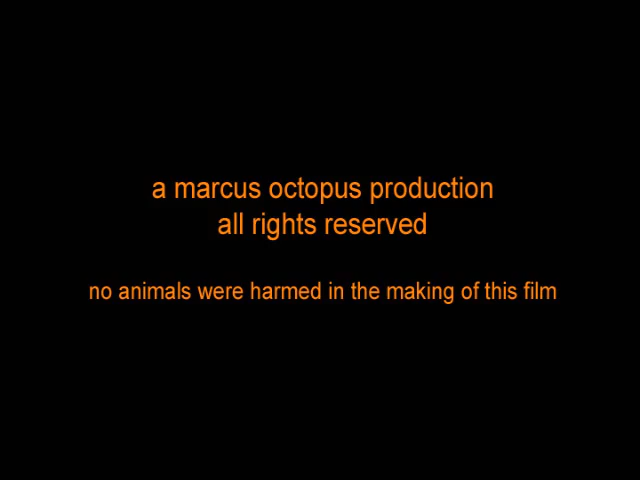 a marcus octopus production
all rights reserved
no animals were harmed in the making of this film